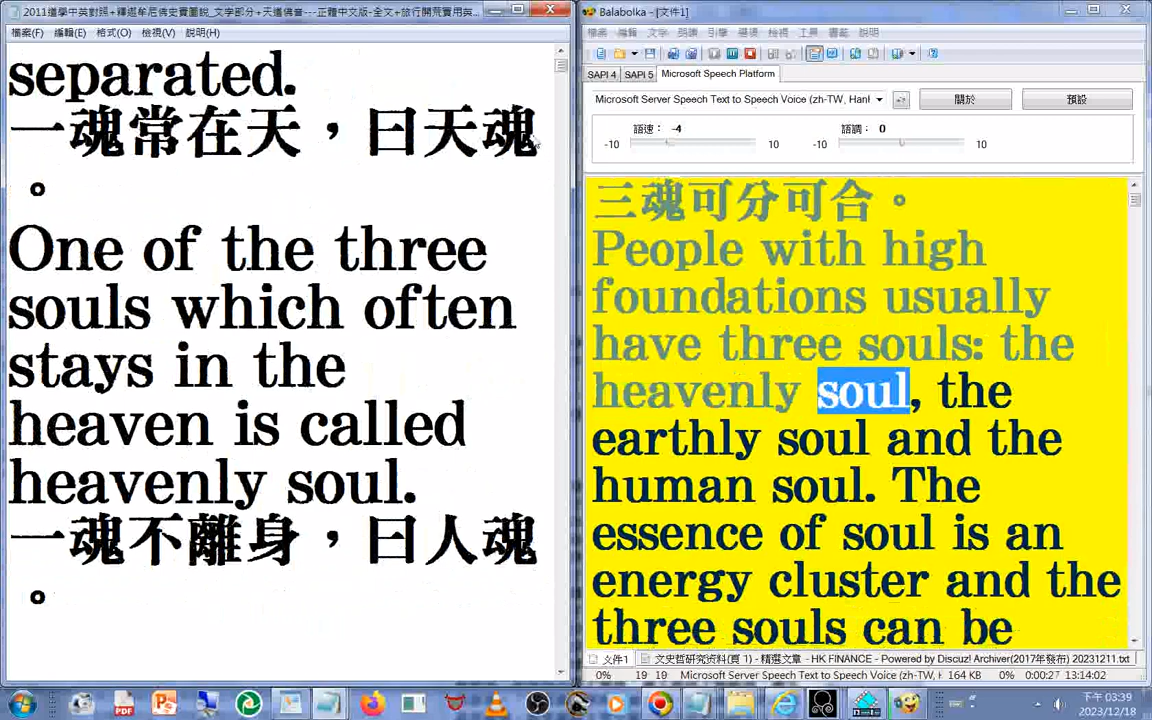 2011道學中英對照+釋迦牟尼佛史實圖說_文字部分+天道佛音---正體中文版-全文+旅行開荒實用英...
檔案(F) 編輯(E) 格式(O) 檢視(V) 說明(H)
separated.
一魂常在天，曰天魂
。
One of the three
souls which often
stays in the
heaven is called
heavenly soul.
一魂不離身，曰人魂
。
Balabolka - [文件1]
SAPI 4 SAPI 5 Microsoft Speech Platform
Microsoft Server Speech Text to Speech Voice (zh-TW, Hanl
關於 預設
語速： -4 語調： 0
-10 10 -10 10
三魂可分可合。
People with high
foundations usually
have three souls: the
heavenly soul, the
earthly soul and the
human soul. The
essence of soul is an
energy cluster and the
three souls can be
文件1 文史哲研究资料(頁 1) - 精選文章 - HK FINANCE - Powered by Discuz! Archiver(2017年發布) 20231211.txt
0% 19 19 Microsoft Server Speech Text to Speech Voice (zh-TW, H 164 KB 0% 0:00:27 13:14:02
下午 03:39
2023/12/18